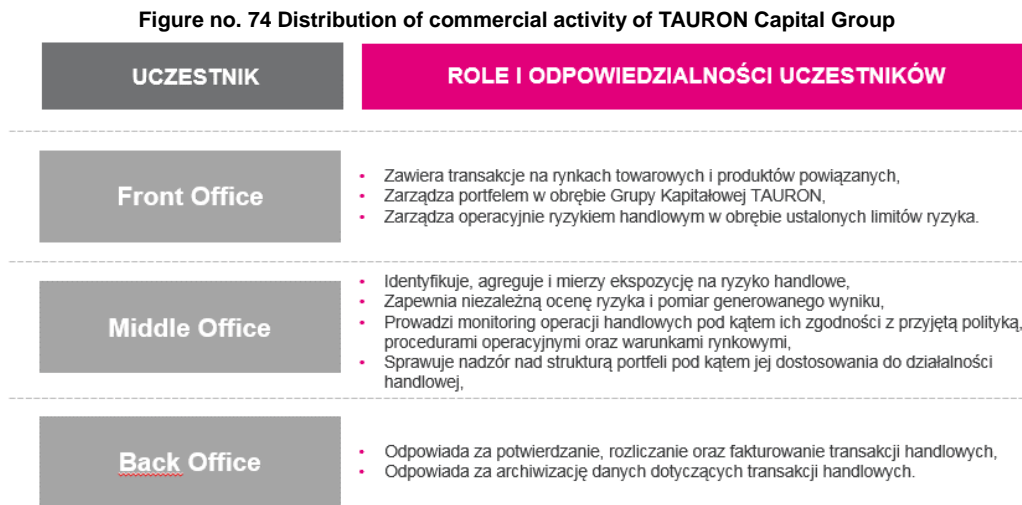 Figure no. 74 Distribution of commercial activity of TAURON Capital Group
UCZESTNIK
ROLE I ODPOWIEDZIALNOŚCI UCZESTNIKÓW
Front Office
• Zawiera transakcje na rynkach towarowych i produktów powiązanych,
• Zarządza portfelem w obrębie Grupy Kapitałowej TAURON,
• Zarządza operacyjnie ryzykiem handlowym w obrębie ustalonych limitów ryzyka.
Middle Office
• Identyfikuje, agreguje i mierzy ekspozycję na ryzyko handlowe,
• Zapewnia niezależną ocenę ryzyka i pomiar generowanego wyniku,
• Prowadzi monitoring operacji handlowych pod kątem ich zgodności z przyjętą polityką,
procedurami operacyjnymi oraz warunkami rynkowymi,
• Sprawuje nadzór nad strukturą portfeli pod kątem jej dostosowania do działalności
handlowej,
Back Office
• Odpowiada za potwierdzanie, rozliczanie oraz fakturowanie transakcji handlowych,
• Odpowiada za archiwizację danych dotyczących transakcji handlowych.